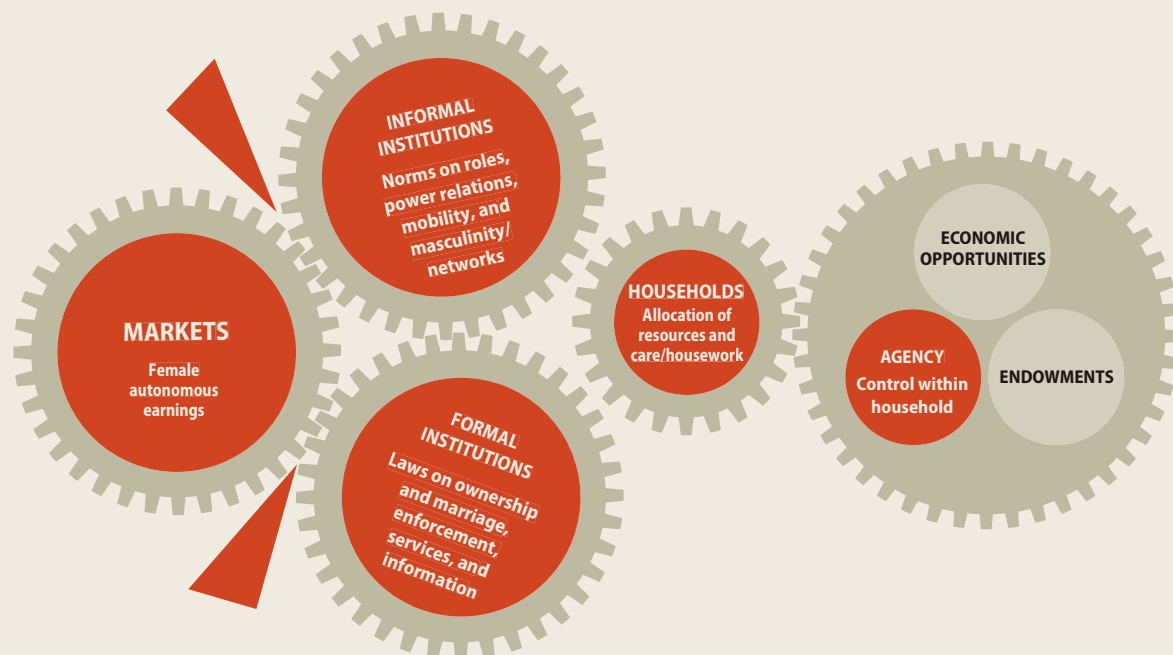 MARKETS
Female
autonomous
earnings
INFORMAL
INSTITUTIONS
Norms on roles,
power relations,
mobility, and
masculinity/
networks
FORMAL
INSTITUTIONS
Laws on ownership
and marriage,
enforcement,
services, and
information
HOUSEHOLDS
Allocation of
resources and
care/housework
ECONOMIC
OPPORTUNITIES
AGENCY
Control within
household
ENDOWMENTS